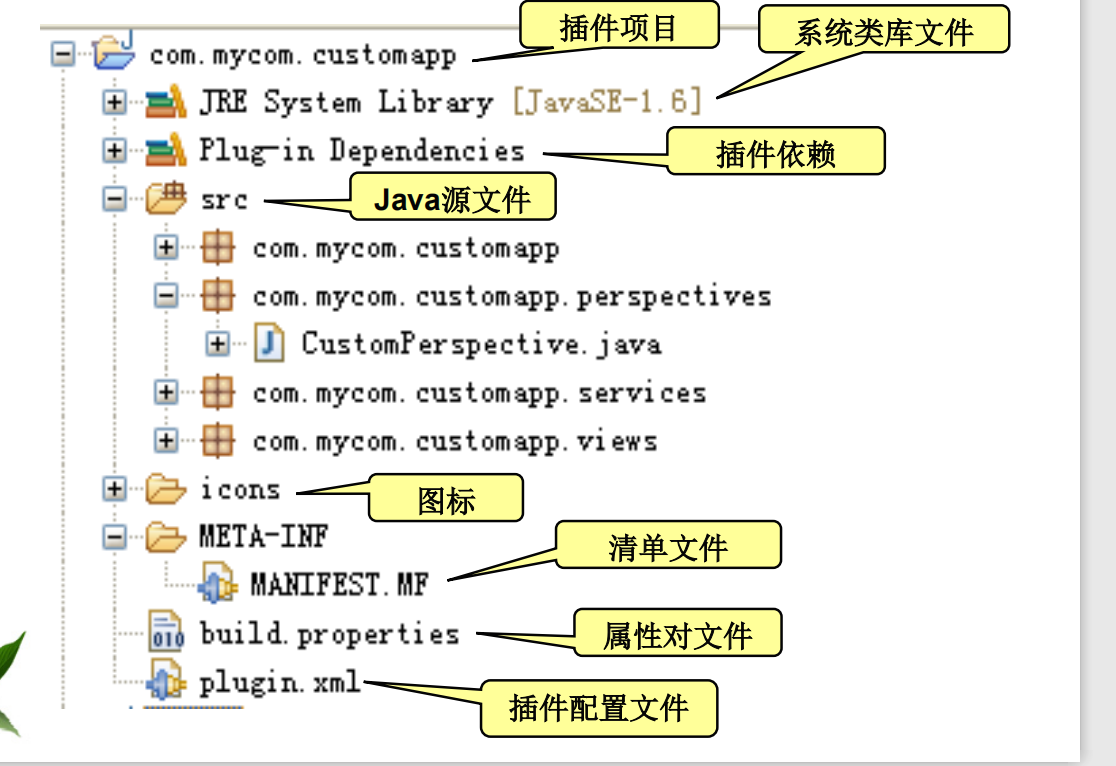 插件项目
系统类库文件
com.mycom.customapp
JRE System Library [JavaSE-1.6]
Plug-in Dependencies
插件依赖
src
Java源文件
com.mycom.customapp
com.mycom.customapp.perspectives
CustomPerspective.java
com.mycom.customapp.services
com.mycom.customapp.views
icons
图标
META-INF
清单文件
MANIFEST.MF
build.properties
属性对文件
plugin.xml
插件配置文件